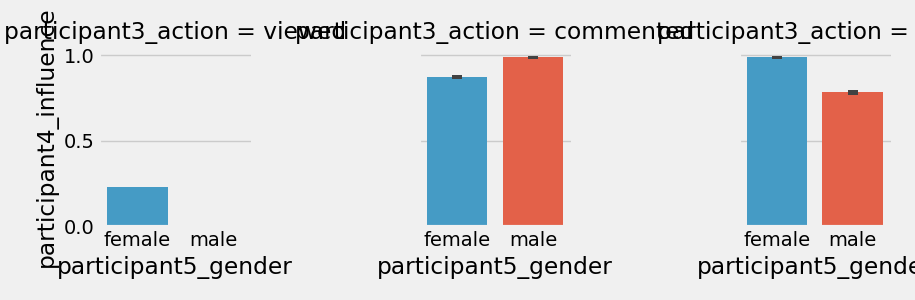 participant3_action = viewed
participant3_action = commented
participant3_action =
participant4_influence
1.0
0.5
0.0
female male
female male
female male
participant5_gender
participant5_gender